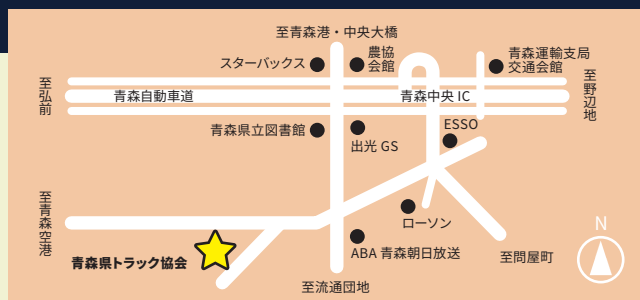 至青森港・中央大橋
スターバックス
農協
会館
青森運輸支局
交通会館
至弘前
青森自動車道
青森中央 IC
至野辺地
青森県立図書館
出光 GS
ESSO
至青森空港
ローソン
N
青森県トラック協会
ABA 青森朝日放送
至問屋町
至流通団地